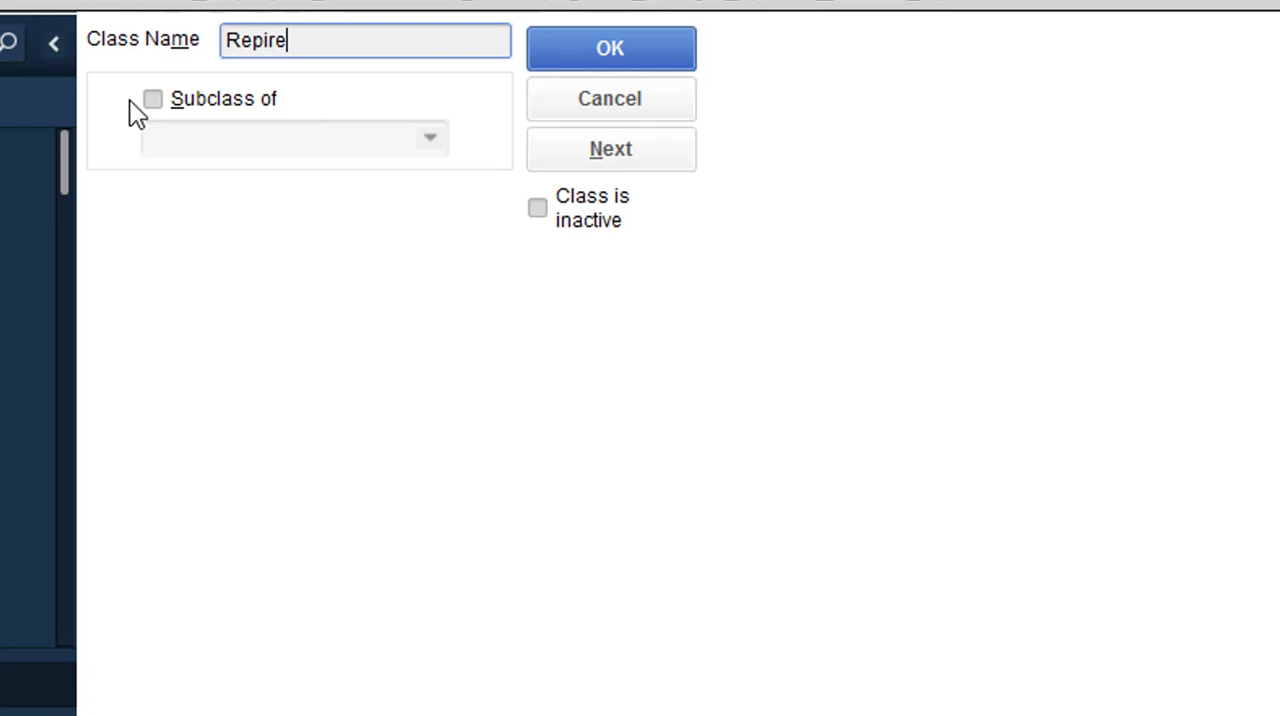 Class Name
Repire
OK
Subclass of
Cancel
Next
Class is
inactive